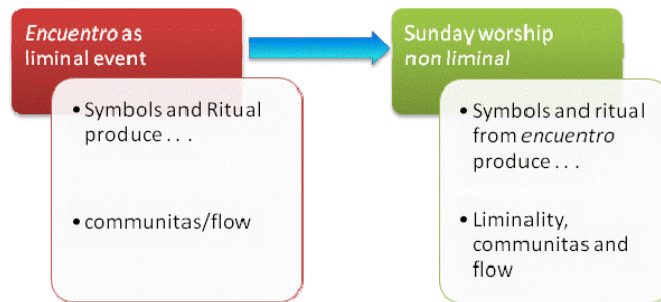 Encuentro as
liminal event
• Symbols and Ritual
produce . . .
• communitas/flow
Sunday worship
non liminal
• Symbols and ritual
from encuentro
produce . . .
• Liminality,
communitas and
flow